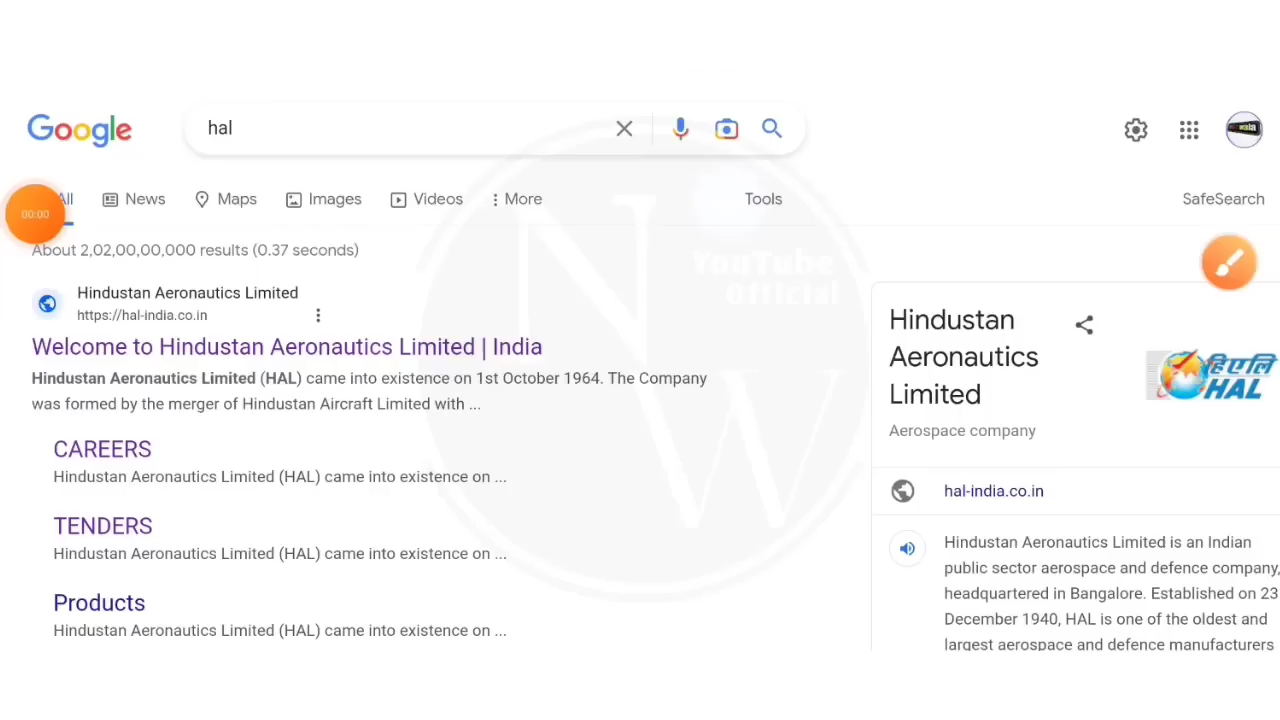 Google
hal
All
News
Maps
Images
Videos
More
Tools
SafeSearch
00:00
About 2,02,00,00,000 results (0.37 seconds)
YouTube
Official
NW
Hindustan Aeronautics Limited
https://hal-india.co.in
Welcome to Hindustan Aeronautics Limited | India
Hindustan Aeronautics Limited (HAL) came into existence on 1st October 1964. The Company
was formed by the merger of Hindustan Aircraft Limited with ...
CAREERS
Hindustan Aeronautics Limited (HAL) came into existence on ...
TENDERS
Hindustan Aeronautics Limited (HAL) came into existence on ...
Products
Hindustan Aeronautics Limited (HAL) came into existence on ...
Hindustan
Aeronautics
Limited
Aerospace company
एचएएल
HAL
hal-india.co.in
Hindustan Aeronautics Limited is an Indian
public sector aerospace and defence company,
headquartered in Bangalore. Established on 23
December 1940, HAL is one of the oldest and
largest aerospace and defence manufacturers